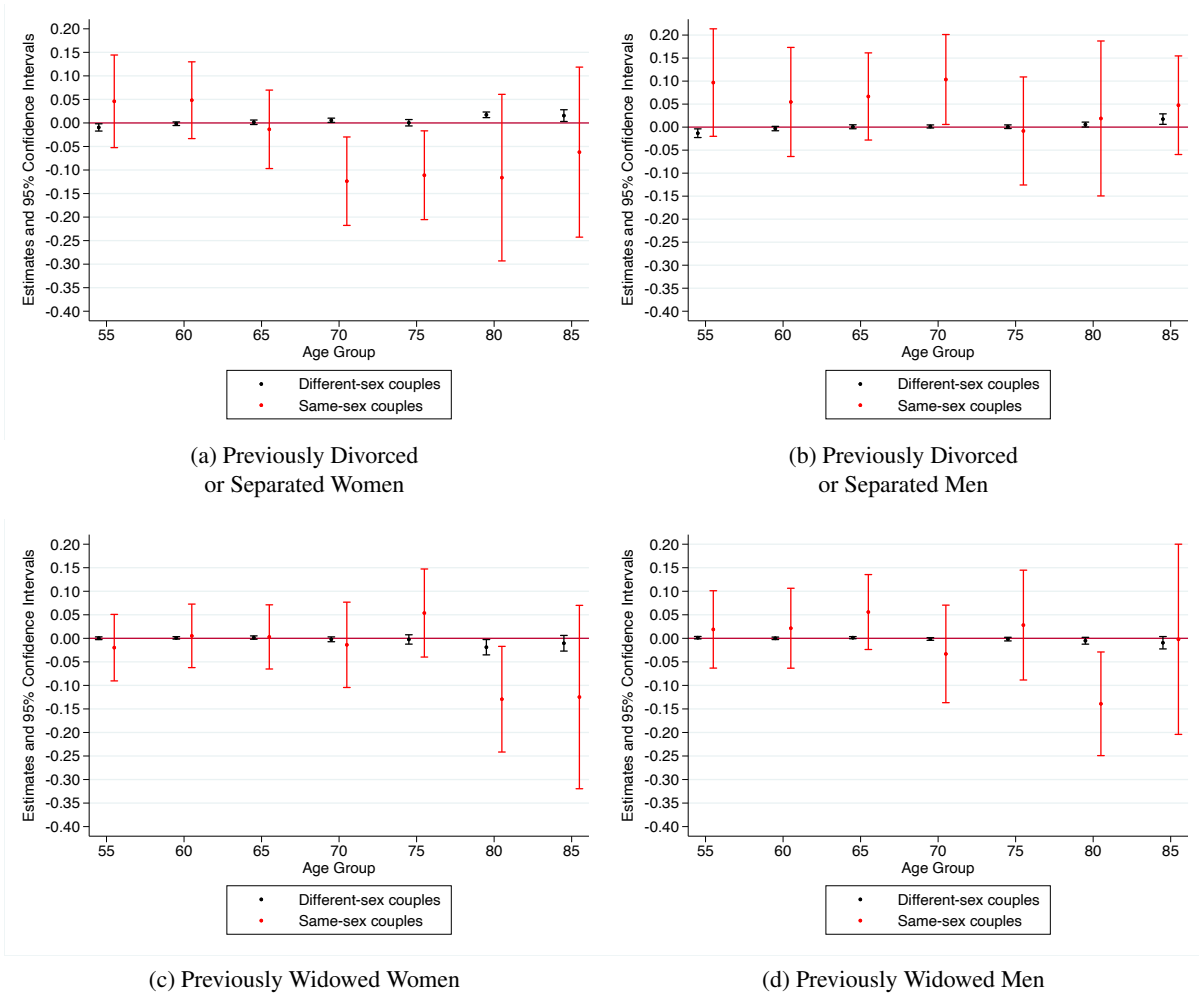 Estimates and 95% Confidence Intervals
0.20
0.15
0.10
0.05
0.00
-0.05
-0.10
-0.15
-0.20
-0.25
-0.30
-0.35
-0.40
55 60 65 70 75 80 85
Age Group
Different-sex couples
Same-sex couples
(a) Previously Divorced
or Separated Women
Estimates and 95% Confidence Intervals
0.20
0.15
0.10
0.05
0.00
-0.05
-0.10
-0.15
-0.20
-0.25
-0.30
-0.35
-0.40
55 60 65 70 75 80 85
Age Group
Different-sex couples
Same-sex couples
(b) Previously Divorced
or Separated Men
Estimates and 95% Confidence Intervals
0.20
0.15
0.10
0.05
0.00
-0.05
-0.10
-0.15
-0.20
-0.25
-0.30
-0.35
-0.40
55 60 65 70 75 80 85
Age Group
Different-sex couples
Same-sex couples
(c) Previously Widowed Women
Estimates and 95% Confidence Intervals
0.20
0.15
0.10
0.05
0.00
-0.05
-0.10
-0.15
-0.20
-0.25
-0.30
-0.35
-0.40
55 60 65 70 75 80 85
Age Group
Different-sex couples
Same-sex couples
(d) Previously Widowed Men